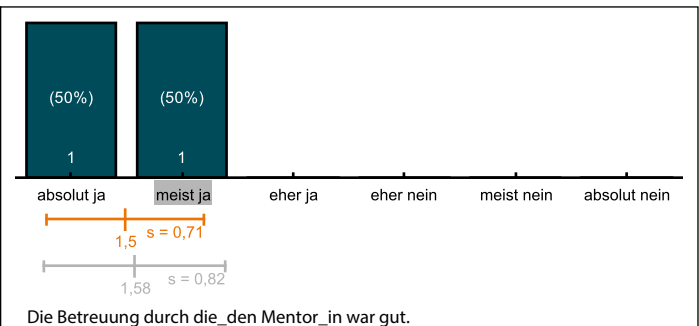 (50%) (50%)
1 1
absolut ja meist ja eher ja eher nein meist nein absolut nein
1,5 s = 0,71
1,58 s = 0,82
Die Betreuung durch die_den Mentor_in war gut.